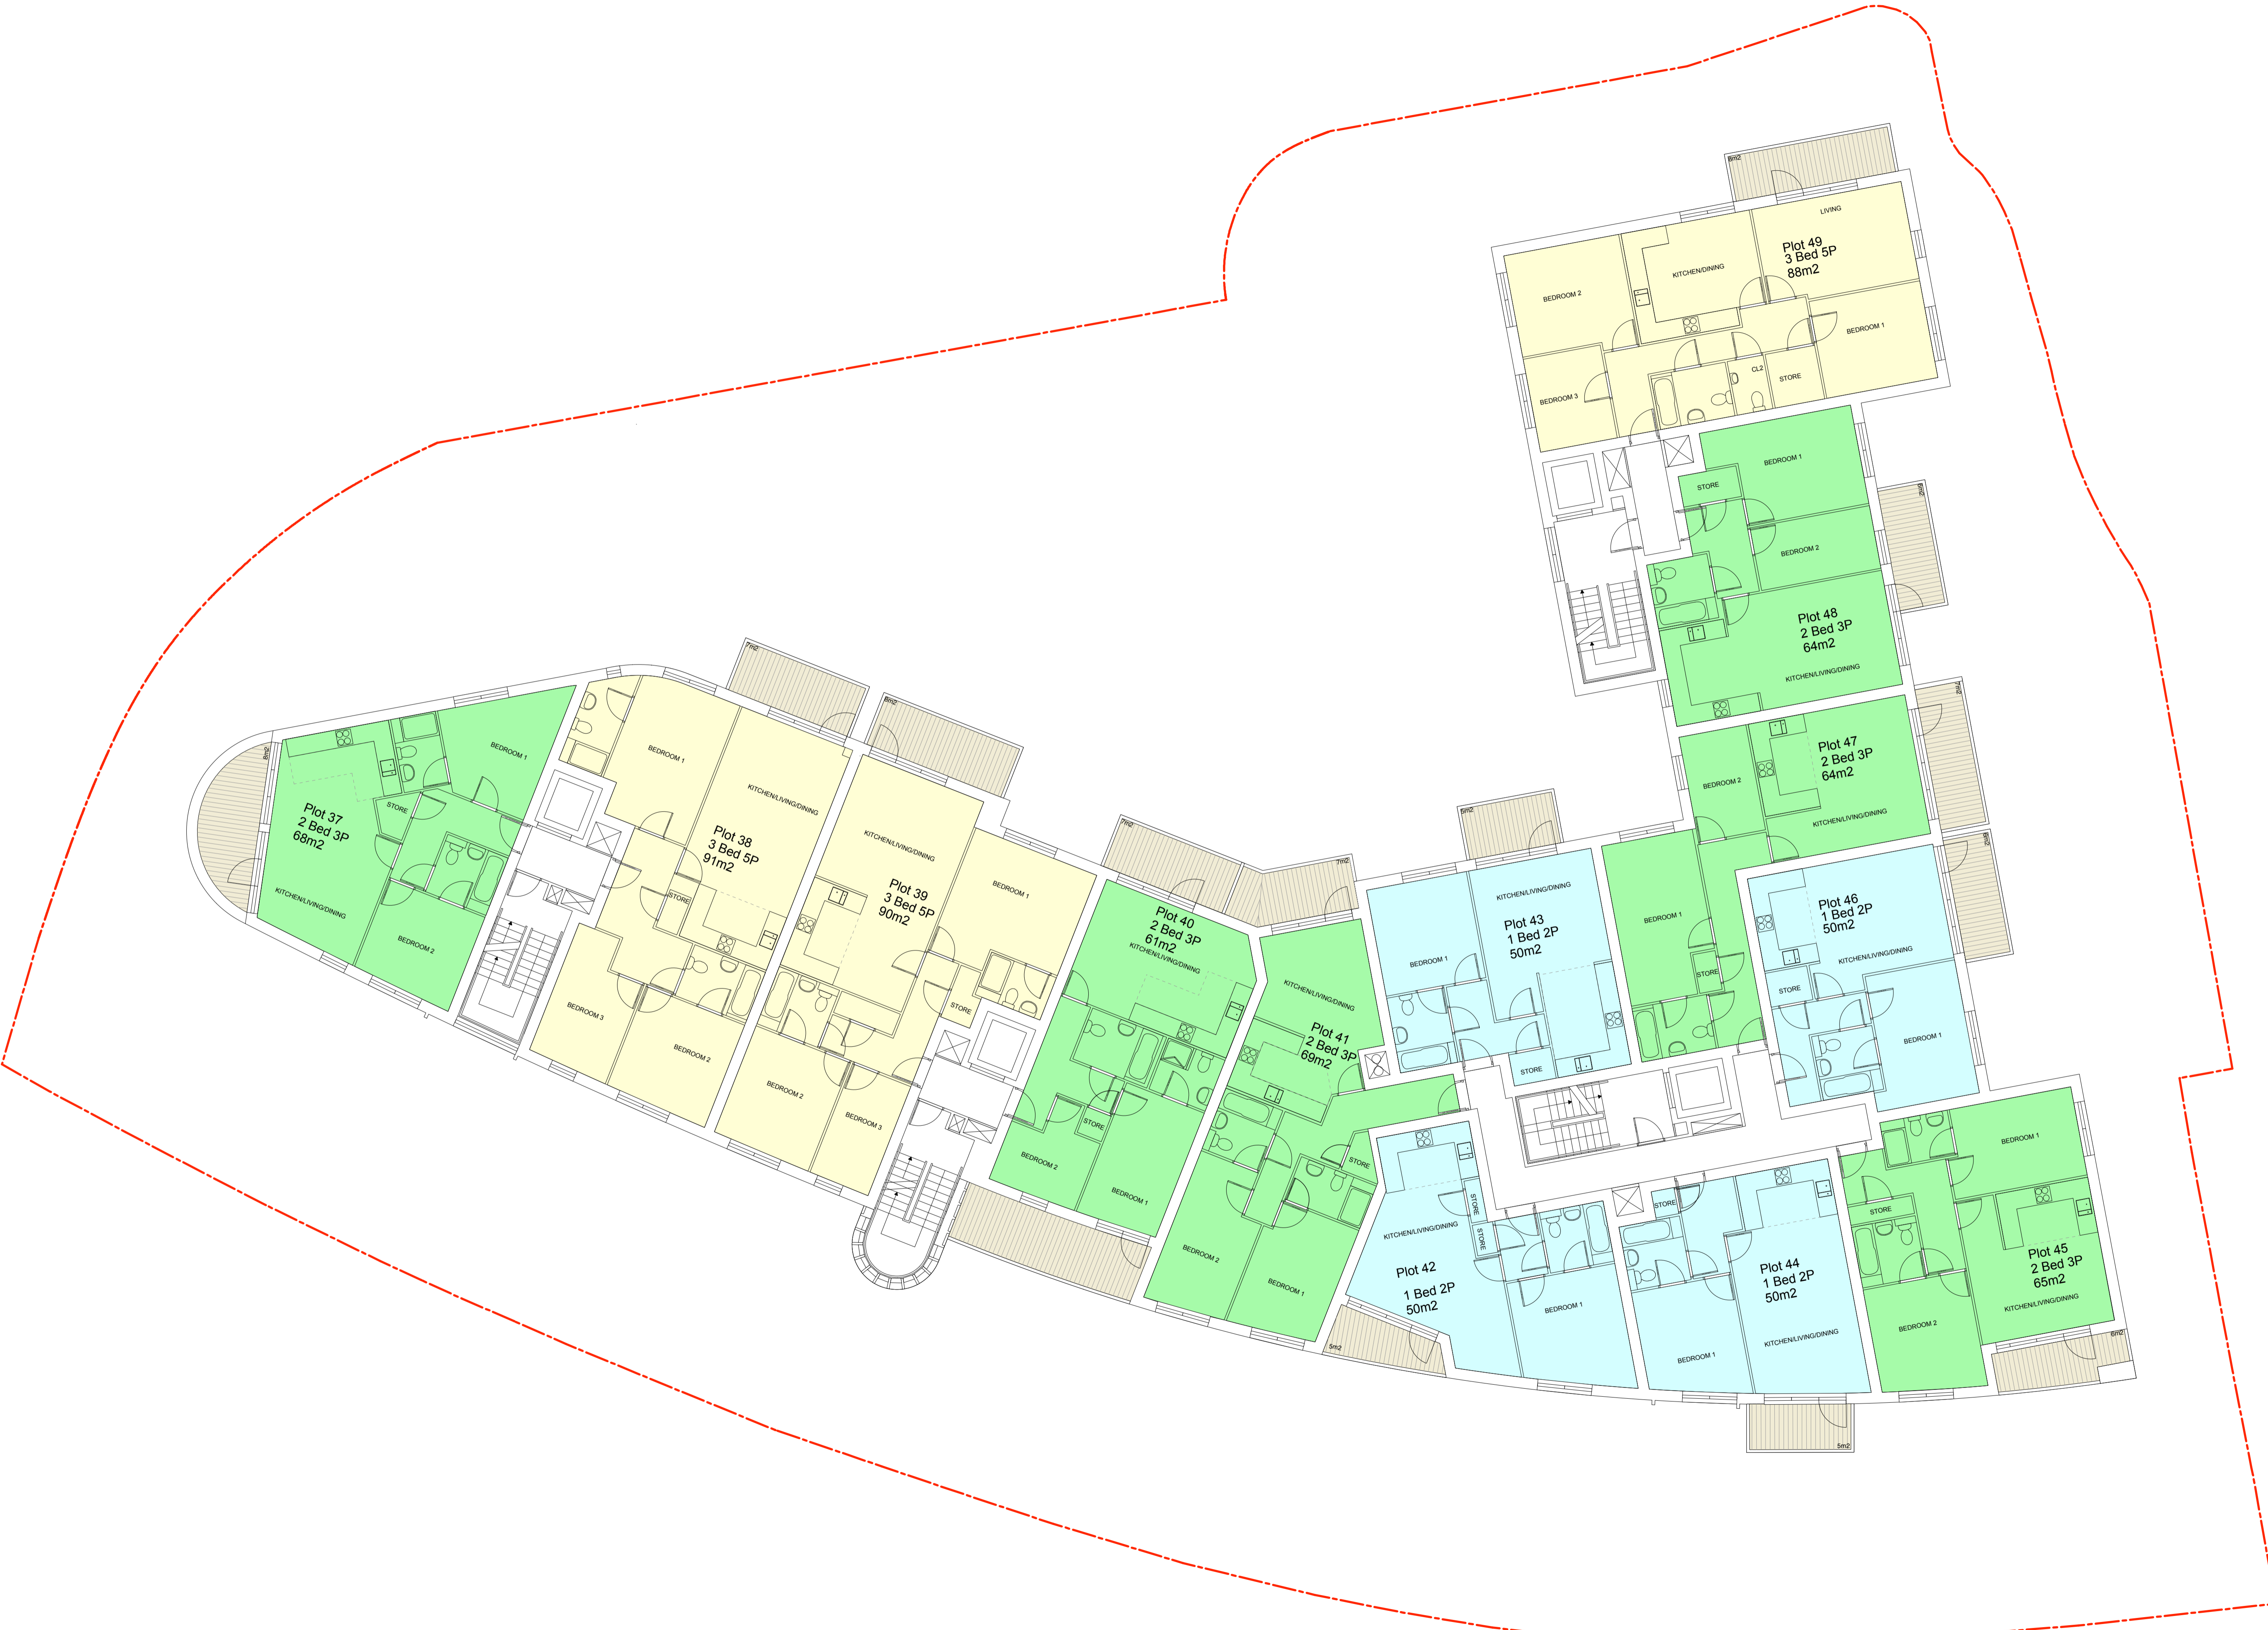 8m2
LIVING
Plot 49
3 Bed 5P
88m2
KITCHEN/DINING
BEDROOM 2
BEDROOM 1
CL2
STORE
BEDROOM 3
BEDROOM 1
STORE
BEDROOM 2
Plot 48
2 Bed 3P
64m2
KITCHEN/LIVING/DINING
7m2
Plot 47
2 Bed 3P
64m2
BEDROOM 2
KITCHEN/LIVING/DINING
BEDROOM 1
STORE
Plot 46
1 Bed 2P
50m2
KITCHEN/LIVING/DINING
STORE
BEDROOM 1
8m2
BEDROOM 1
STORE
Plot 37
2 Bed 3P
68m2
KITCHEN/LIVING/DINING
BEDROOM 2
7m2
BEDROOM 1
KITCHEN/LIVING/DINING
Plot 38
3 Bed 5P
91m2
STORE
BEDROOM 3
BEDROOM 2
8m2
KITCHEN/LIVING/DINING
BEDROOM 1
Plot 39
3 Bed 5P
90m2
STORE
BEDROOM 2
BEDROOM 3
7m2
Plot 40
2 Bed 3P
61m2
KITCHEN/LIVING/DINING
STORE
BEDROOM 2
BEDROOM 1
7m2
KITCHEN/LIVING/DINING
Plot 41
2 Bed 3P
69m2
STORE
BEDROOM 2
BEDROOM 1
5m2
KITCHEN/LIVING/DINING
Plot 43
1 Bed 2P
50m2
BEDROOM 1
STORE
STORE
KITCHEN/LIVING/DINING
STORE
Plot 42
1 Bed 2P
50m2
BEDROOM 1
5m2
STORE
Plot 44
1 Bed 2P
50m2
KITCHEN/LIVING/DINING
BEDROOM 1
5m2
BEDROOM 1
STORE
Plot 45
2 Bed 3P
65m2
KITCHEN/LIVING/DINING
BEDROOM 2
6m2